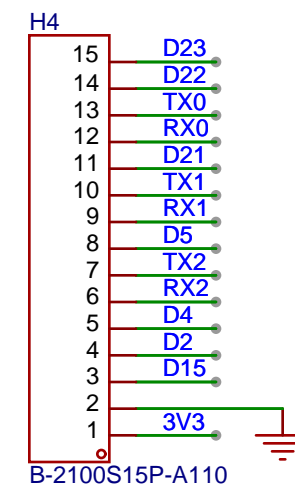 H4
15 D23
14 D22
13 TX0
12 RX0
11 D21
10 TX1
9 RX1
8 D5
7 TX2
6 RX2
5 D4
4 D2
3 D15
2
1 3V3
B-2100S15P-A110